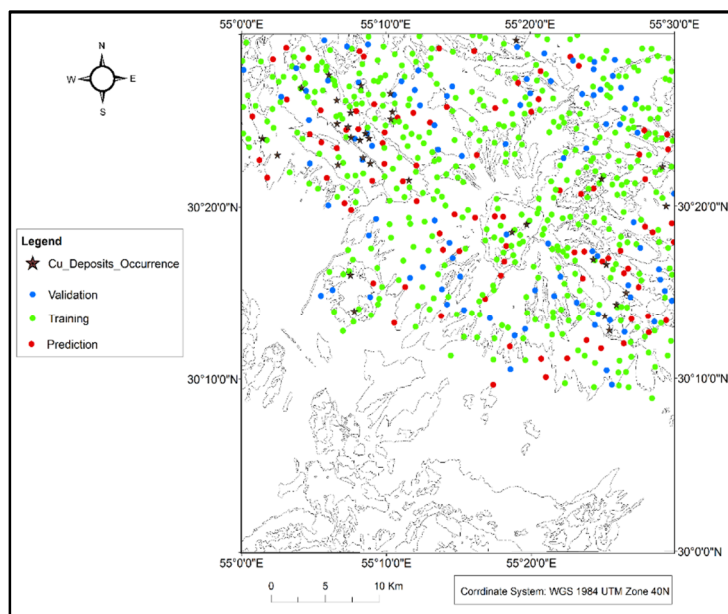 55°0'0"E 55°10'0"E 55°20'0"E 55°30'0"E
N
W E
S
30°20'0"N 30°20'0"N
Legend
Cu_Deposits_Occurrence
Validation
Training
Prediction
30°10'0"N 30°10'0"N
30°0'0"N
55°0'0"E 55°10'0"E 55°20'0"E
0 5 10 Km
Corrdinate System: WGS 1984 UTM Zone 40N